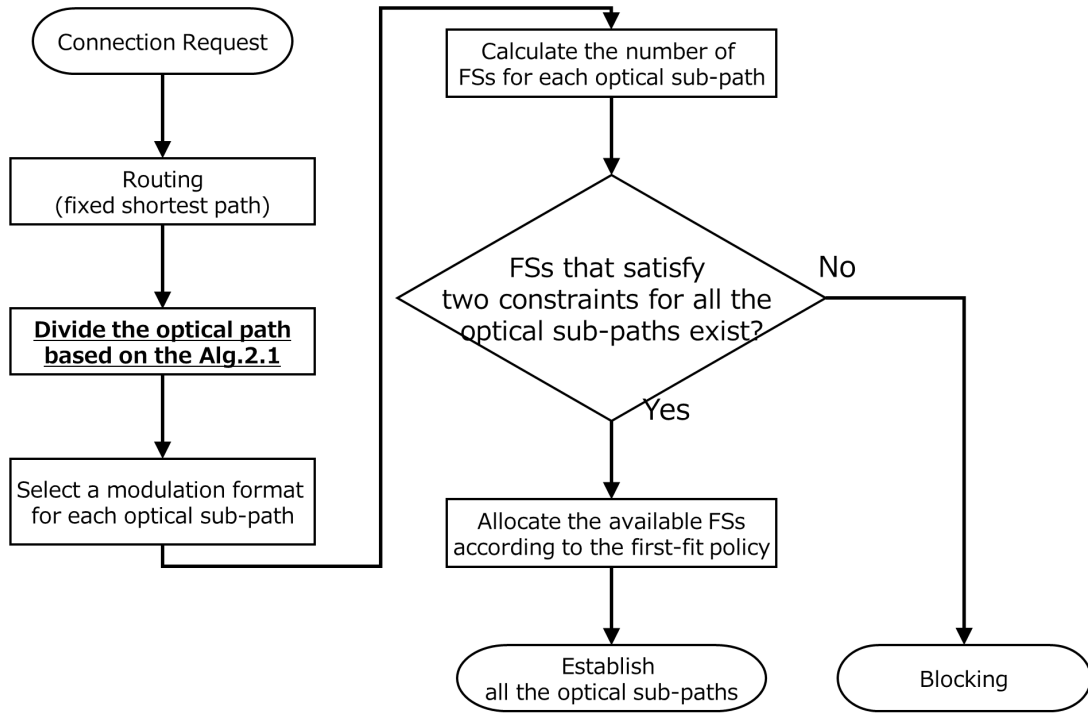 Connection Request
Routing
(fixed shortest path)
Divide the optical path
based on the Alg.2.1
Select a modulation format
for each optical sub-path
Calculate the number of
FSs for each optical sub-path
FSs that satisfy
two constraints for all the
optical sub-paths exist?
No
Yes
Allocate the available FSs
according to the first-fit policy
Establish
all the optical sub-paths
Blocking